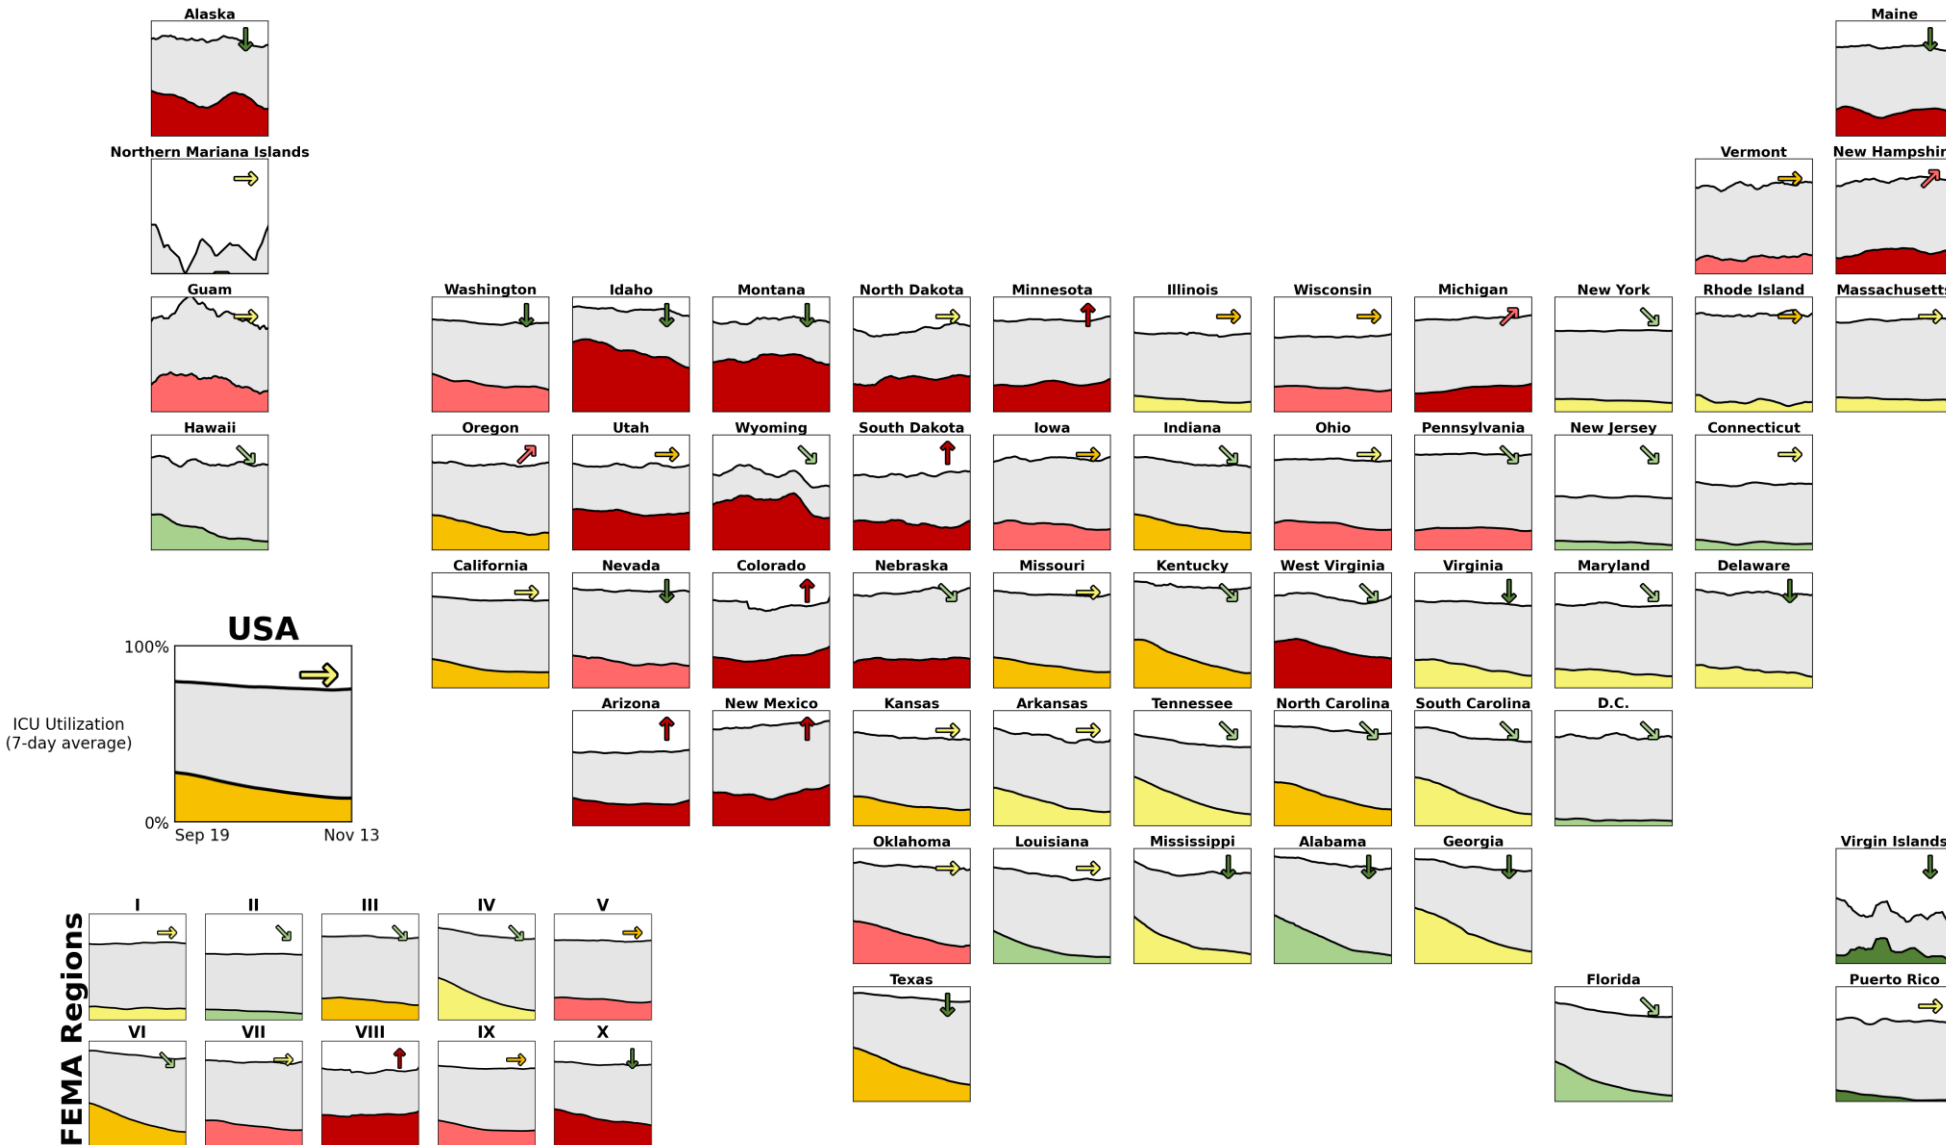 Alaska
Maine
Northern Mariana Islands
Vermont
New Hampshir
Guam
Washington
Idaho
Montana
North Dakota
Minnesota
Illinois
Wisconsin
Michigan
New York
Rhode Island
Massachusetts
Hawaii
Oregon
Utah
Wyoming
South Dakota
Iowa
Indiana
Ohio
Pennsylvania
New Jersey
Connecticut
California
Nevada
Colorado
Nebraska
Missouri
Kentucky
West Virginia
Virginia
Maryland
Delaware
USA
100%
ICU Utilization
(7-day average)
0%
Sep 19
Nov 13
Arizona
New Mexico
Kansas
Arkansas
Tennessee
North Carolina
South Carolina
D.C.
Oklahoma
Louisiana
Mississippi
Alabama
Georgia
Virgin Islands
FEMA Regions
I
II
III
IV
V
Texas
Florida
Puerto Rico
VI
VII
VIII
IX
X